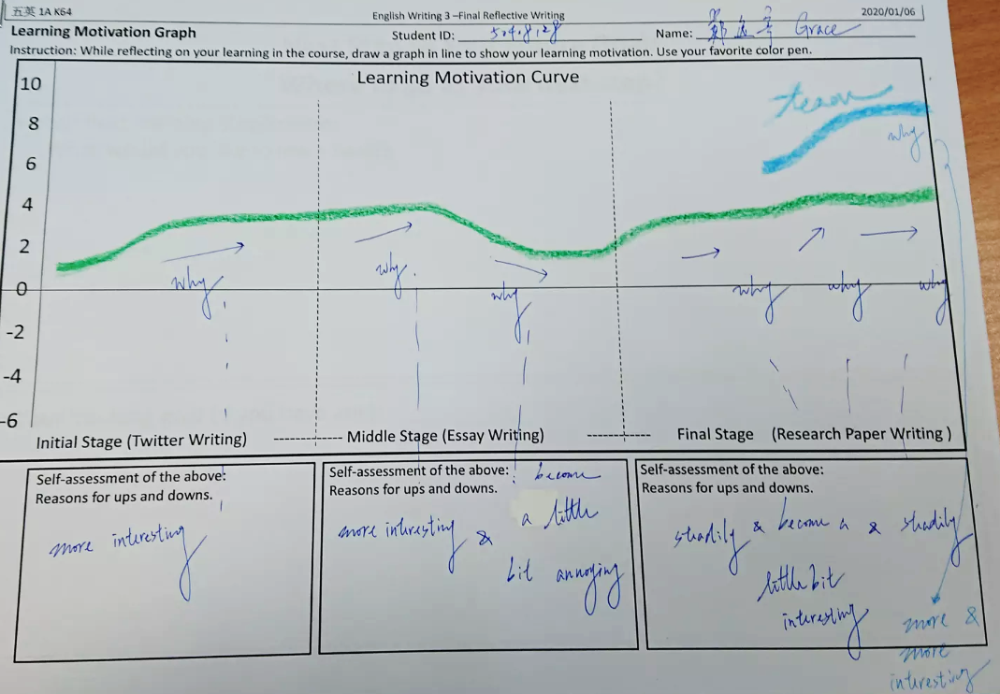 五英 1A K64
English Writing 3 –Final Reflective Writing
2020/01/06
Learning Motivation Graph
Student ID:
Name: Grace
Instruction: While reflecting on your learning in the course, draw a graph in line to show your learning motivation. Use your favorite color pen.
Learning Motivation Curve
10
8
6
4
2
0
-2
-4
-6
team
why
why
why
why
why
why
why
Initial Stage (Twitter Writing) ------------- Middle Stage (Essay Writing) ----------- Final Stage (Research Paper Writing )
Self-assessment of the above:
Reasons for ups and downs.
more interesting
Self-assessment of the above:
Reasons for ups and downs.
more interesting & become
a little
bit annoying
Self-assessment of the above:
Reasons for ups and downs.
stadily & become a & stadily
little bit
interesting
more &
more
interesting